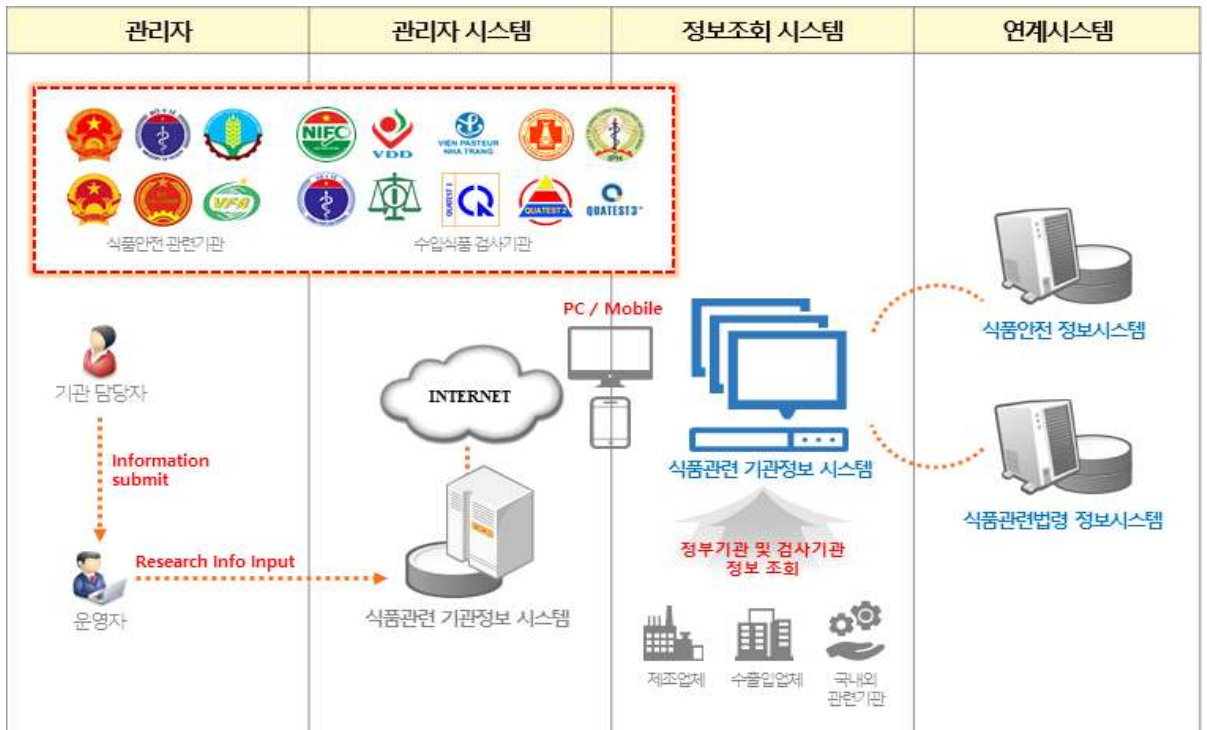 관리자
관리자 시스템
정보조회 시스템
연계시스템
NIFC
VDD
VIỆN PASTEUR
NHA TRANG
VFA
QUATEST 1
QUATEST 2
QUATEST3
식품안전 관련기관
수입식품 검사기관
PC / Mobile
INTERNET
기관 담당자
Information
submit
Research Info Input
운영자
식품관련 기관정보 시스템
식품관련 기관정보 시스템
정부기관 및 검사기관
정보 조회
제조업체
수출입업체
국내외
관련기관
식품안전 정보시스템
식품관련법령 정보시스템